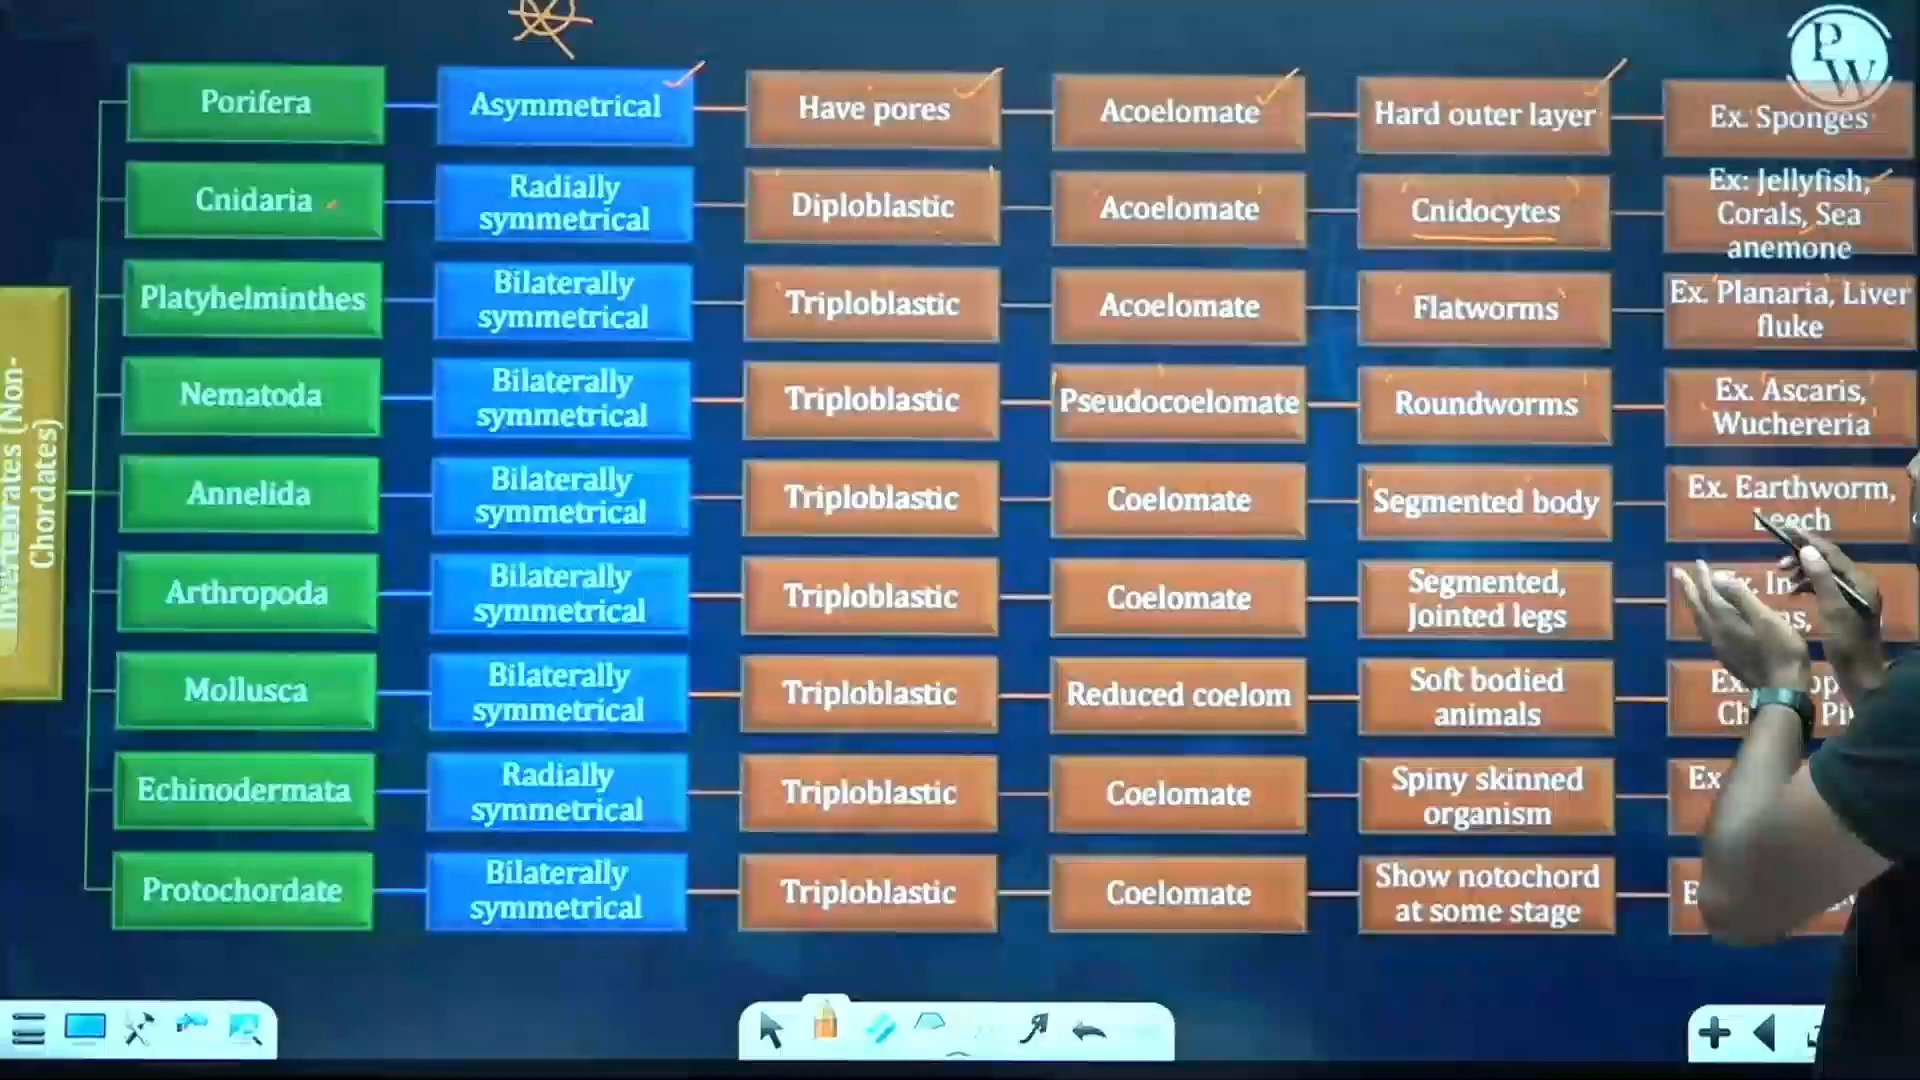 PW
Porifera
Asymmetrical
Have pores
Acoelomate
Hard outer layer
Ex. Sponges
Cnidaria
Radially
symmetrical
Diploblastic
Acoelomate
Cnidocytes
Ex: Jellyfish,
Corals, Sea
anemone
Platyhelminthes
Bilaterally
symmetrical
Triploblastic
Acoelomate
Flatworms
Ex. Planaria, Liver
fluke
Invertebrates (Non-
Chordates)
Nematoda
Bilaterally
symmetrical
Triploblastic
Pseudocoelomate
Roundworms
Ex. Ascaris,
Wuchereria
Annelida
Bilaterally
symmetrical
Triploblastic
Coelomate
Segmented body
Ex. Earthworm,
Leech
Arthropoda
Bilaterally
symmetrical
Triploblastic
Coelomate
Segmented,
Jointed legs
Mollusca
Bilaterally
symmetrical
Triploblastic
Reduced coelom
Soft bodied
animals
Ex.
Echinodermata
Radially
symmetrical
Triploblastic
Coelomate
Spiny skinned
organism
Ex
Protochordate
Bilaterally
symmetrical
Triploblastic
Coelomate
Show notochord
at some stage